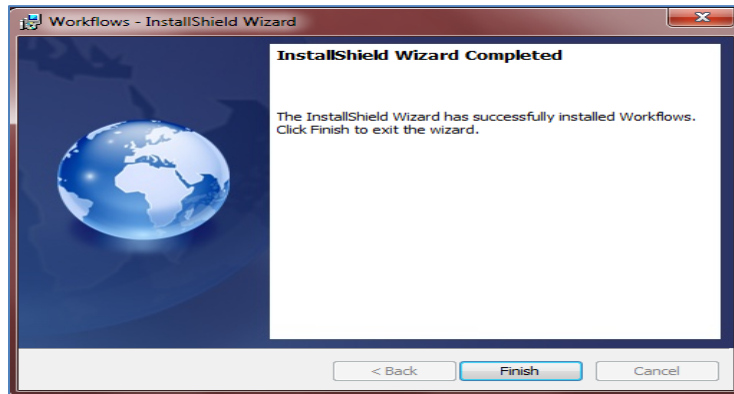 Workflows - InstallShield Wizard
InstallShield Wizard Completed
The InstallShield Wizard has successfully installed Workflows.
Click Finish to exit the wizard.
< Back
Finish
Cancel